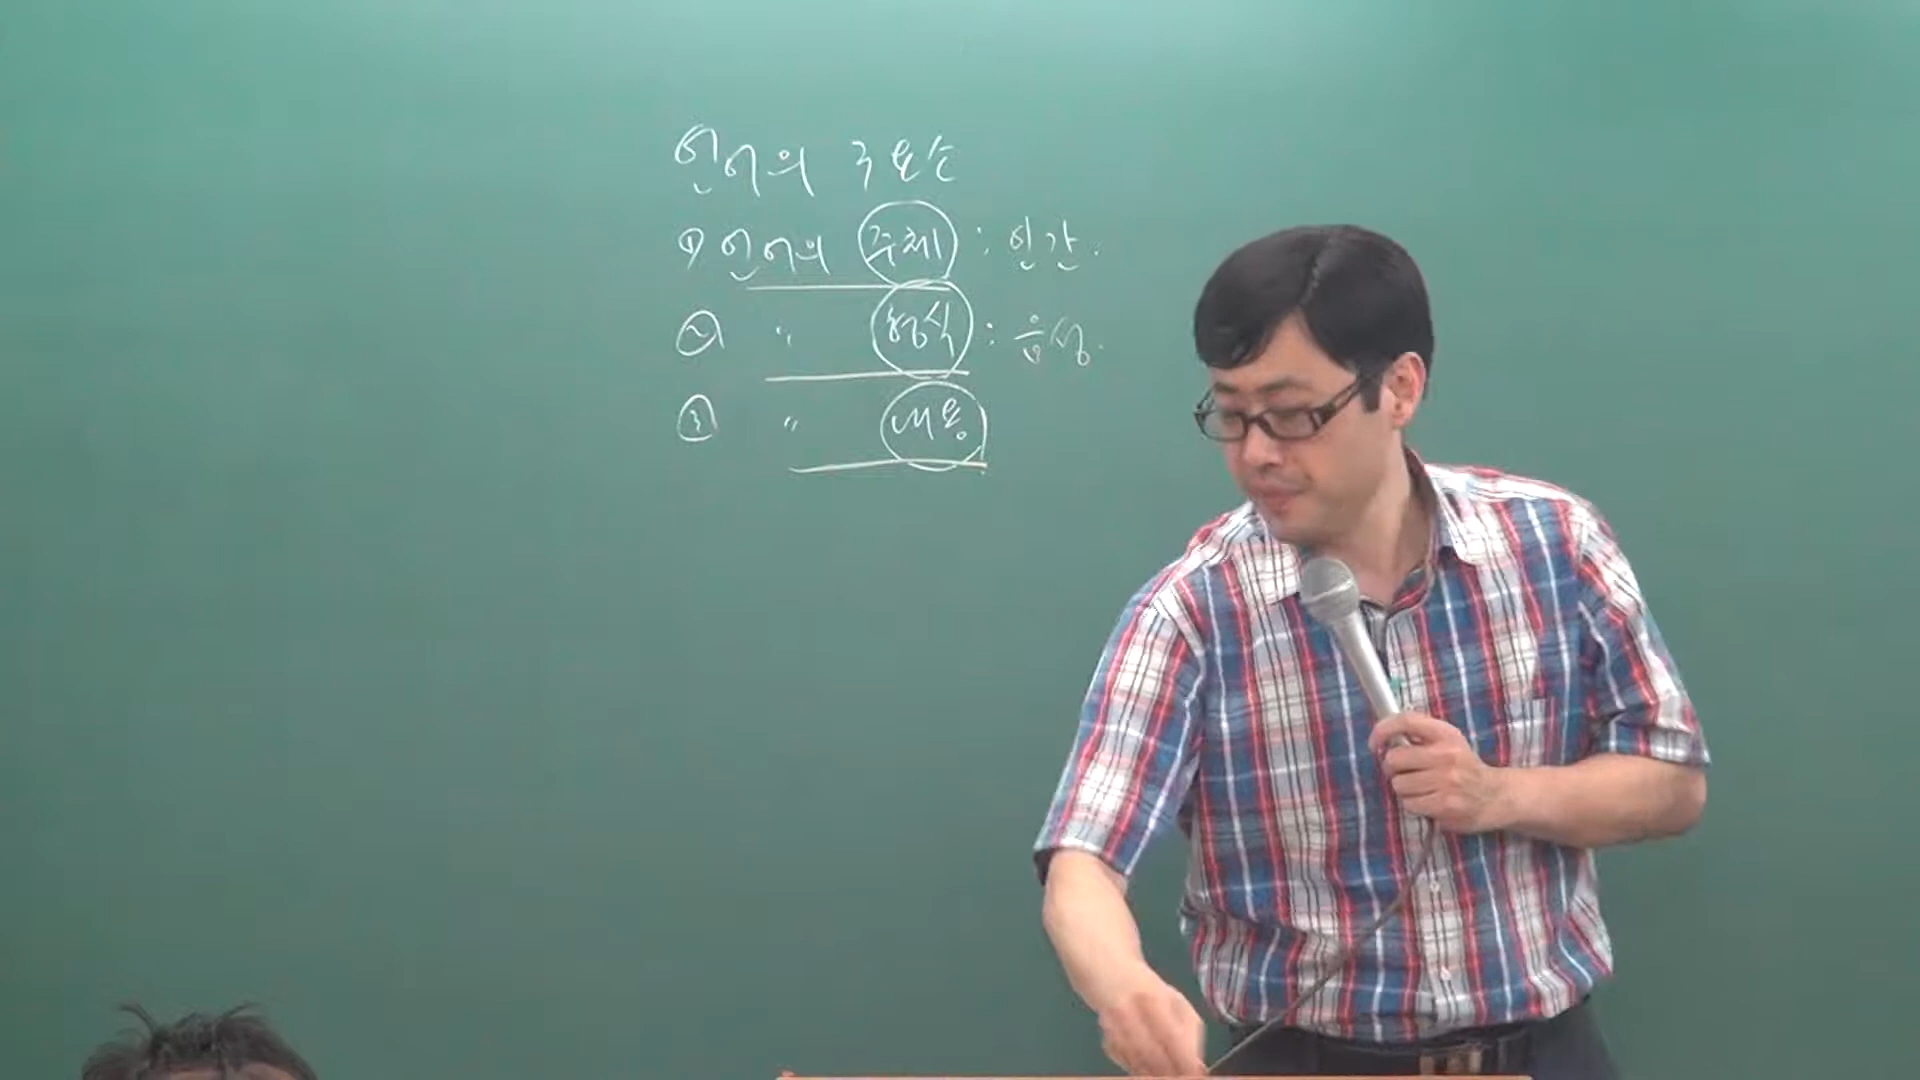 언어의 구요소
① 언어의 주체 : 인간.
② 〃 형식 : 음성.
③ 〃 내용